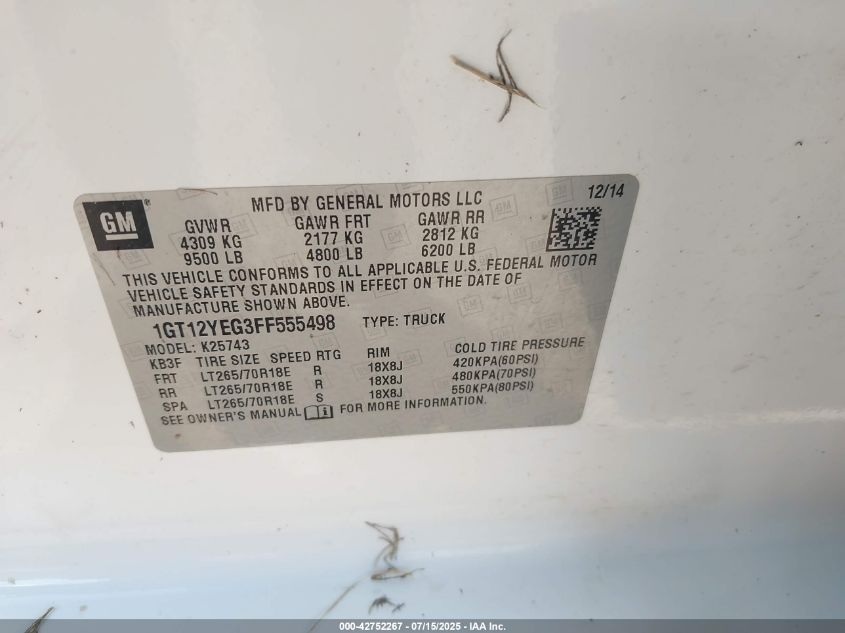 GM
MFD BY GENERAL MOTORS LLC 12/14
GVWR GAWR FRT GAWR RR
4309 KG 2177 KG 2812 KG
9500 LB 4800 LB 6200 LB
THIS VEHICLE CONFORMS TO ALL APPLICABLE U.S. FEDERAL MOTOR
VEHICLE SAFETY STANDARDS IN EFFECT ON THE DATE OF
MANUFACTURE SHOWN ABOVE.
1GT12YEG3FF555498 TYPE: TRUCK
MODEL: K25743
KB3F TIRE SIZE SPEED RTG RIM COLD TIRE PRESSURE
FRT LT265/70R18E R 18X8J 420KPA(60PSI)
RR LT265/70R18E R 18X8J 480KPA(70PSI)
SPA LT265/70R18E S 18X8J 550KPA(80PSI)
SEE OWNER'S MANUAL i FOR MORE INFORMATION.
000-42752267 - 07/15/2025 - IAA Inc.